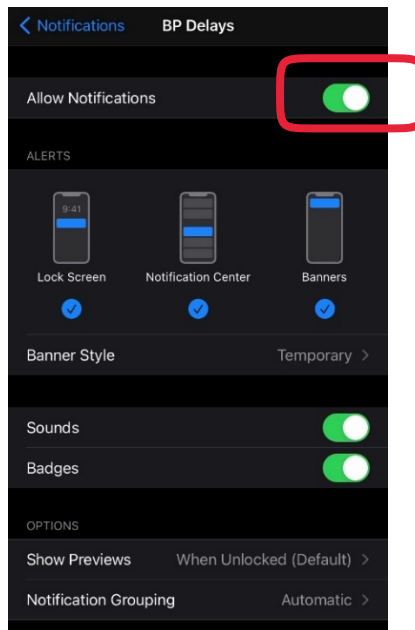 Notifications BP Delays
Allow Notifications
ALERTS
9:41
Lock Screen Notification Center Banners
Banner Style Temporary
Sounds
Badges
OPTIONS
Show Previews When Unlocked (Default)
Notification Grouping Automatic